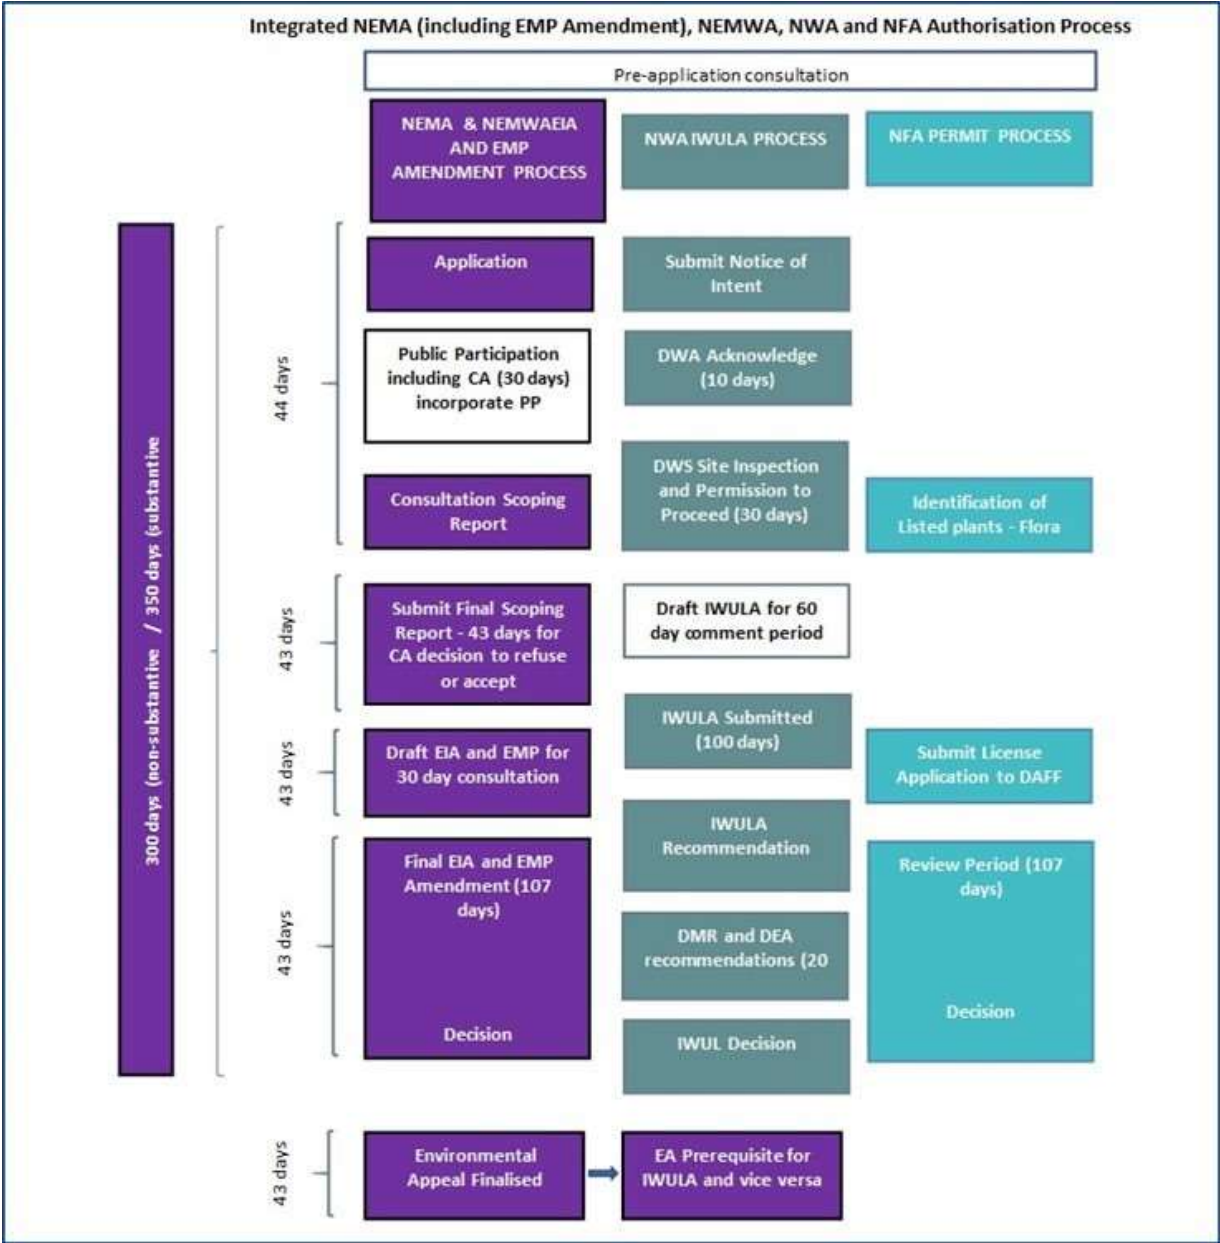 Integrated NEMA (including EMP Amendment), NEMWA, NWA and NFA Authorisation Process
Pre-application consultation
NEMA & NEMWAEIA
AND EMP
AMENDMENT PROCESS
NWA IWULA PROCESS
NFA PERMIT PROCESS
300 days (non-substantive / 350 days (substantive
44 days
Application
Submit Notice of
Intent
Public Participation
including CA (30 days)
incorporate PP
DWA Acknowledge
(10 days)
Consultation Scoping
Report
DWS Site Inspection
and Permission to
Proceed (30 days)
Identification of
Listed plants - Flora
43 days
Submit Final Scoping
Report - 43 days for
CA decision to refuse
or accept
Draft IWULA for 60
day comment period
IWULA Submitted
(100 days)
43 days
Draft EIA and EMP for
30 day consultation
Submit License
Application to DAFF
IWULA
Recommendation
43 days
Final EIA and EMP
Amendment (107
days)
Decision
DMR and DEA
recommendations (20
IWUL Decision
Review Period (107
days)
Decision
43 days
Environmental
Appeal Finalised
EA Prerequisite for
IWULA and vice versa